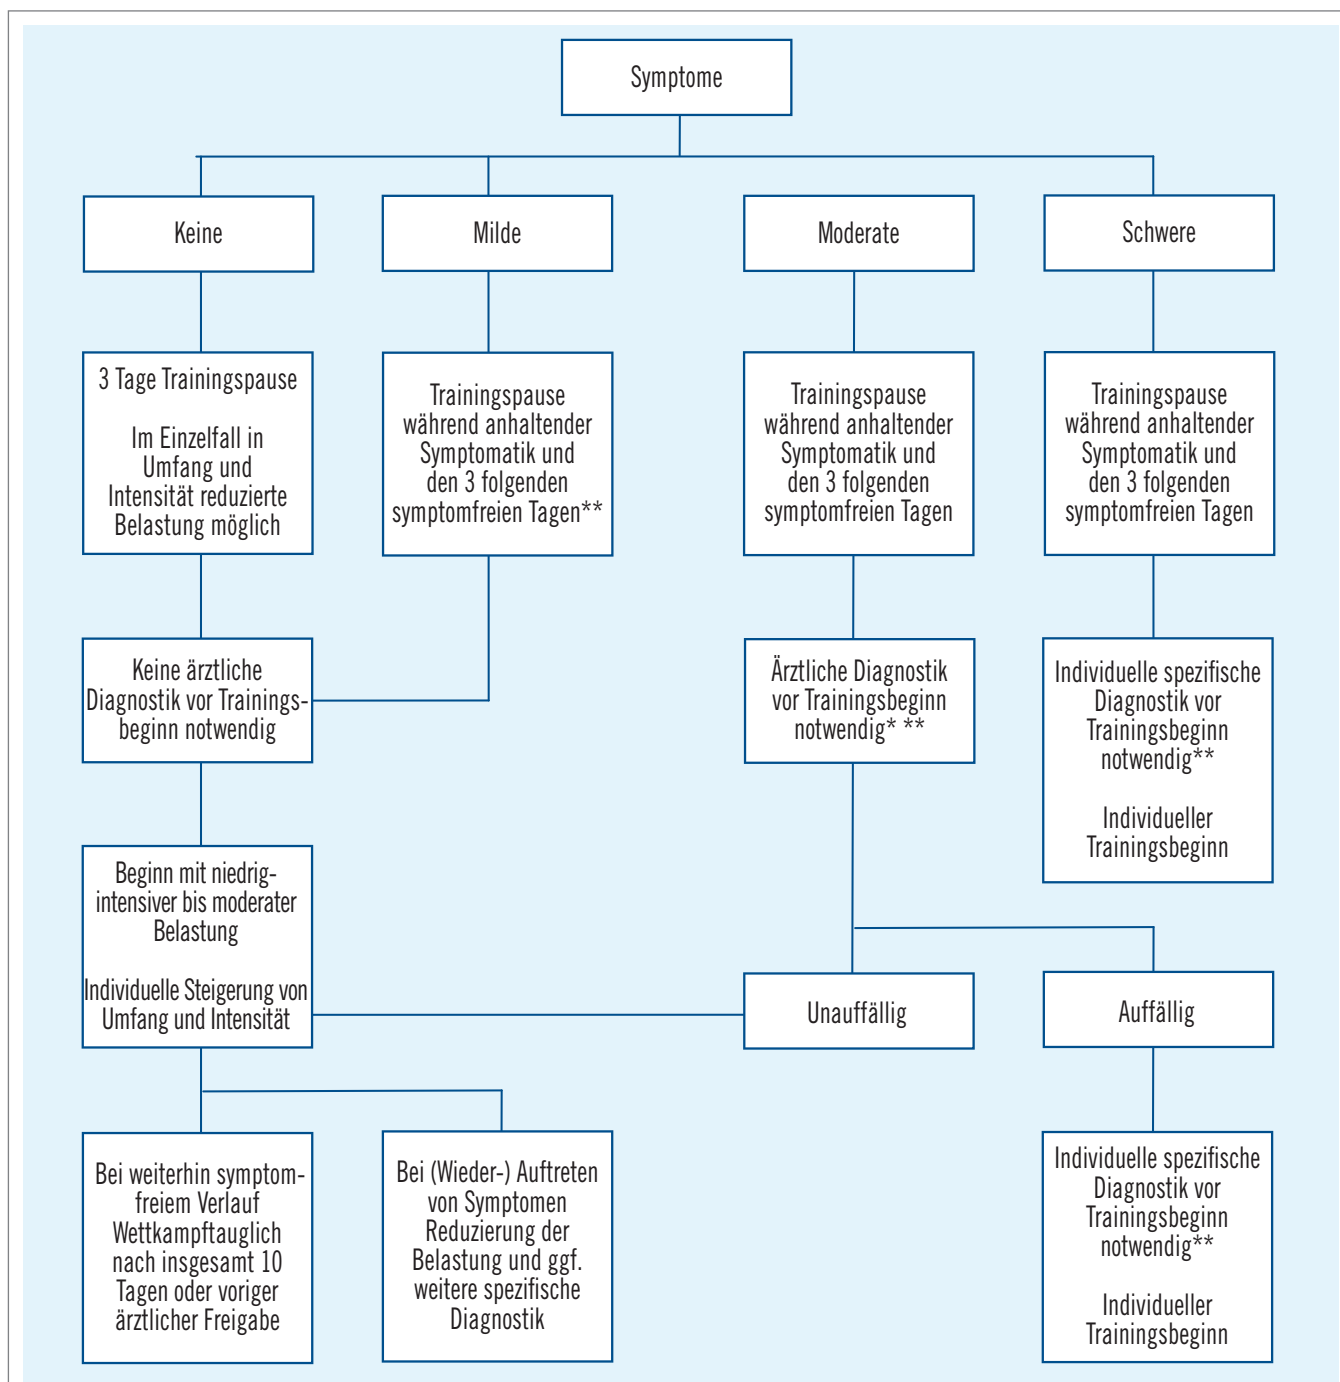 Symptome
Keine
Milde
Moderate
Schwere
3 Tage Trainingspause
Im Einzelfall in
Umfang und
Intensität reduzierte
Belastung möglich
Trainingspause
während anhaltender
Symptomatik und
den 3 folgenden
symptomfreien Tagen**
Trainingspause
während anhaltender
Symptomatik und
den 3 folgenden
symptomfreien Tagen
Trainingspause
während anhaltender
Symptomatik und
den 3 folgenden
symptomfreien Tagen
Keine ärztliche
Diagnostik vor Trainings-
beginn notwendig
Ärztliche Diagnostik
vor Trainingsbeginn
notwendig* **
Individuelle spezifische
Diagnostik vor
Trainingsbeginn
notwendig**
Individueller
Trainingsbeginn
Beginn mit niedrig-
intensiver bis moderater
Belastung
Individuelle Steigerung von
Umfang und Intensität
Unauffällig
Auffällig
Bei weiterhin symptom-
freiem Verlauf
Wettkampftauglich
nach insgesamt 10
Tagen oder voriger
ärztlicher Freigabe
Bei (Wieder-) Auftreten
von Symptomen
Reduzierung der
Belastung und ggf.
weitere spezifische
Diagnostik
Individuelle spezifische
Diagnostik vor
Trainingsbeginn
notwendig**
Individueller
Trainingsbeginn